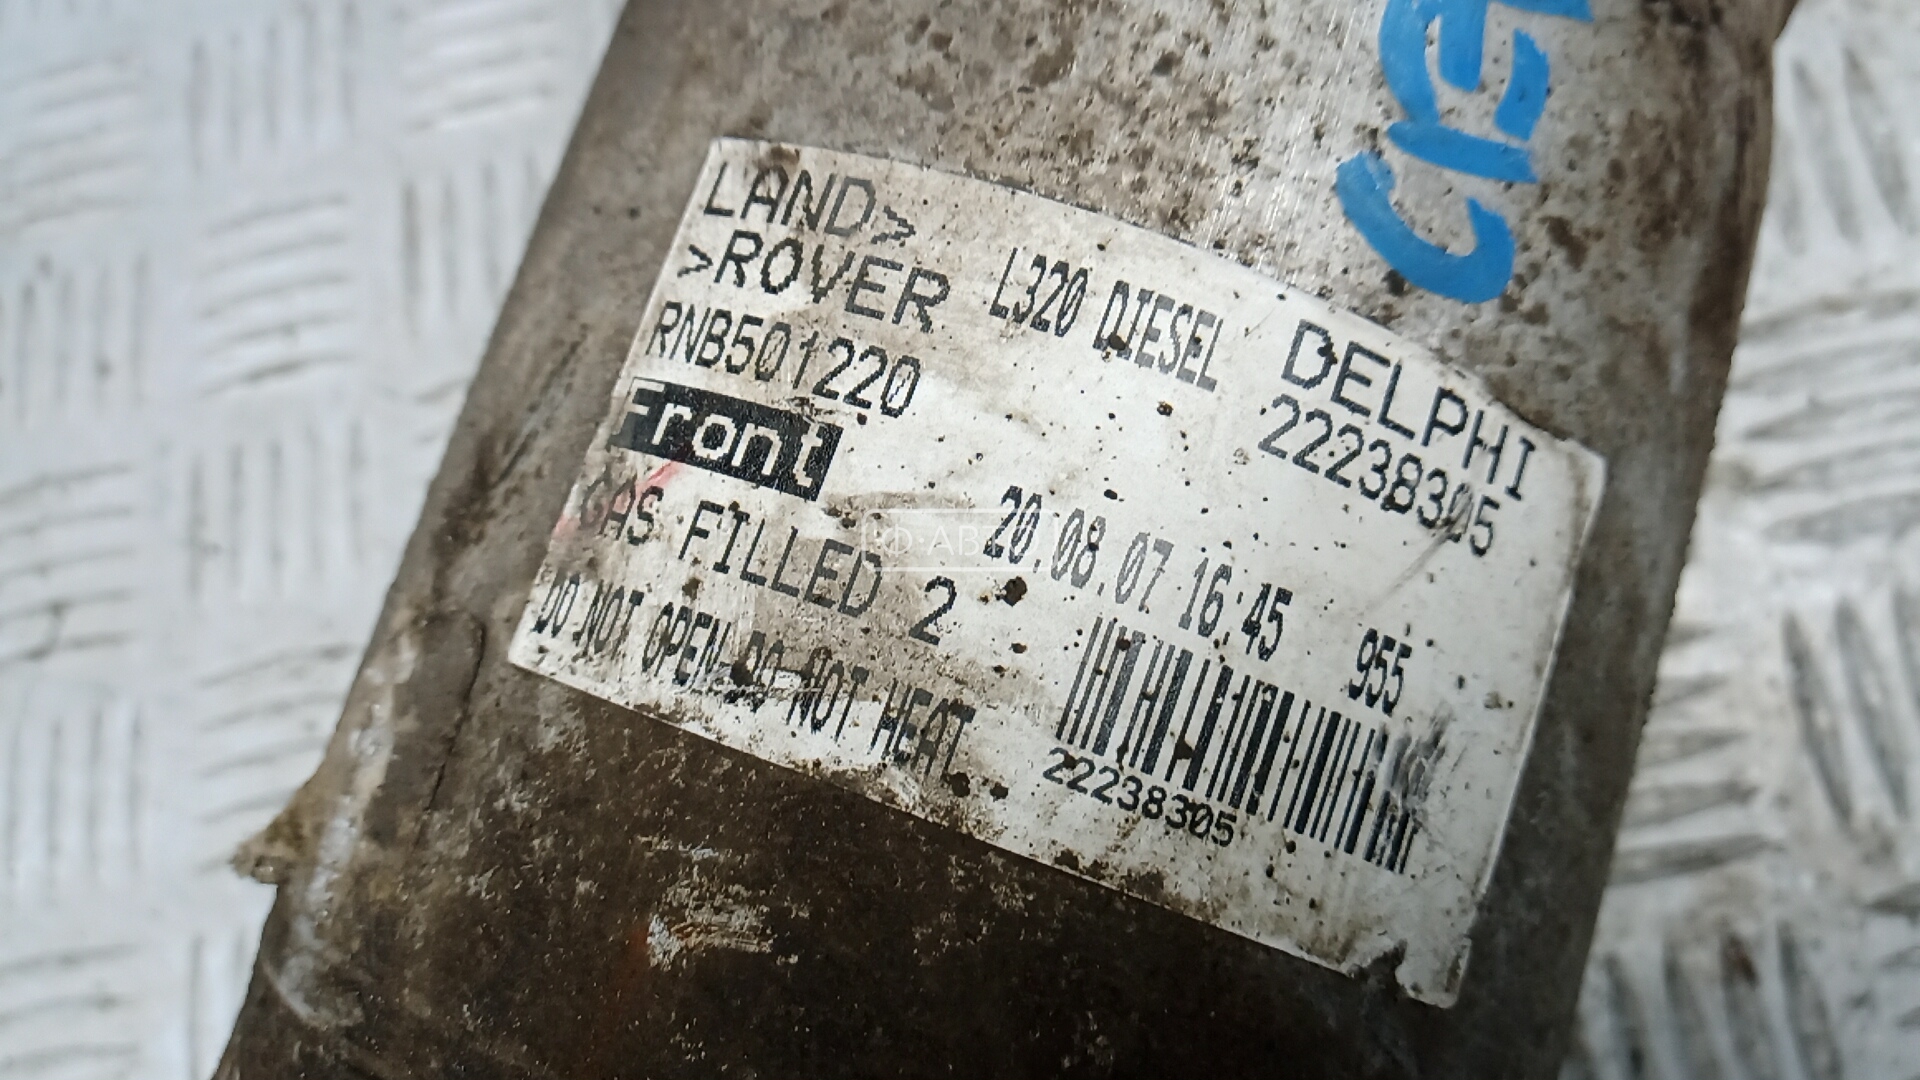 LAND>
>ROVER
L320 DIESEL
DELPHI
RNB501220
22238305
Front
20.08.07 16:45
955
GAS FILLED 2
DO NOT OPEN-DO NOT HEAT
22238305